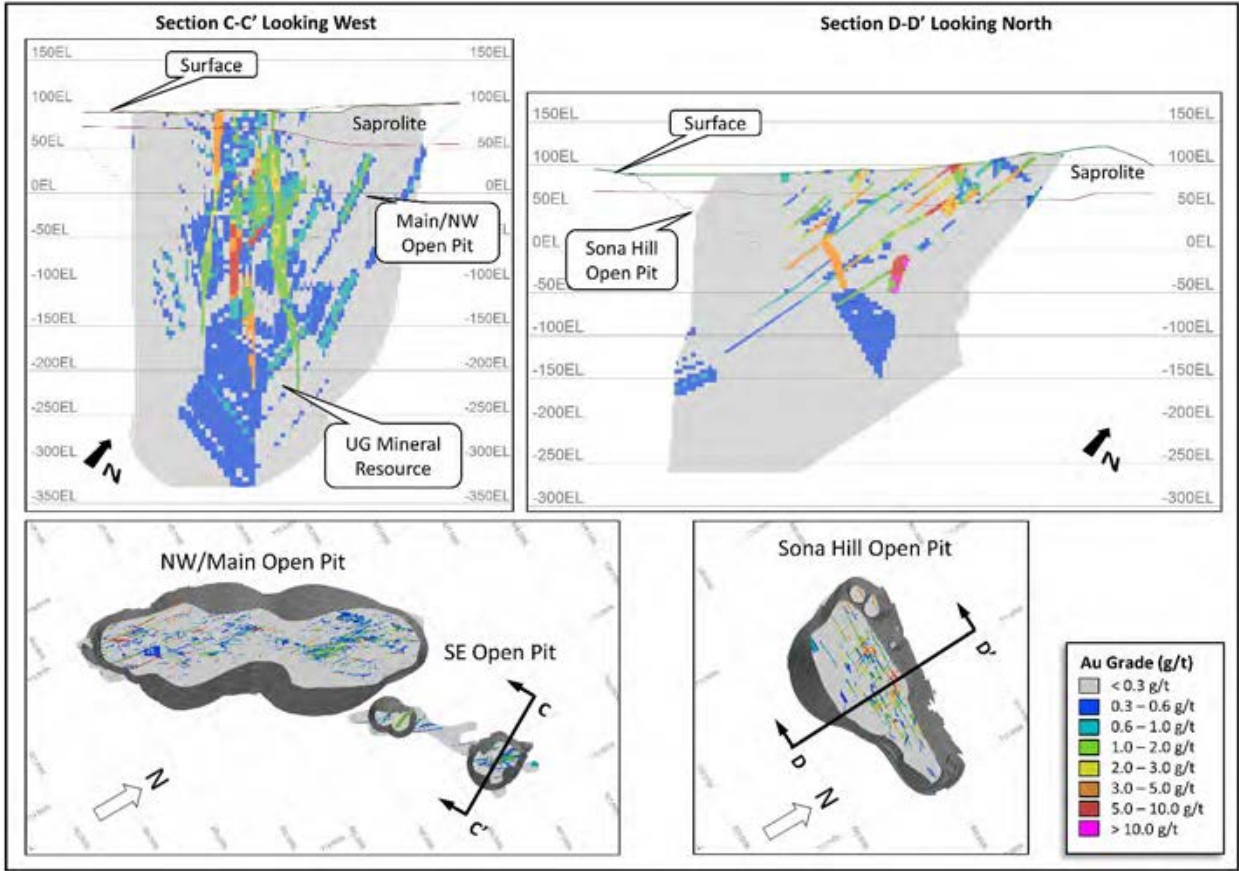 Section C-C' Looking West
Section D-D' Looking North
150EL
150EL
Surface
100EL
100EL
Saprolite
50EL
50EL
0EL
0EL
Main/NW
Open Pit
-50EL
-50EL
-100EL
-100EL
-150EL
-150EL
-200EL
-200EL
-250EL
-250EL
UG Mineral
Resource
-300EL
-300EL
N
-350EL
-350EL
150EL
150EL
Surface
100EL
100EL
Saprolite
50EL
50EL
0EL
0EL
Sona Hill
Open Pit
-50EL
-50EL
-100EL
-100EL
-150EL
-150EL
-200EL
-200EL
-250EL
-250EL
N
-300EL
-300EL
NW/Main Open Pit
SE Open Pit
C
C'
N
Sona Hill Open Pit
D'
D
N
Au Grade (g/t)
< 0.3 g/t
0.3 – 0.6 g/t
0.6 – 1.0 g/t
1.0 – 2.0 g/t
2.0 – 3.0 g/t
3.0 – 5.0 g/t
5.0 – 10.0 g/t
> 10.0 g/t